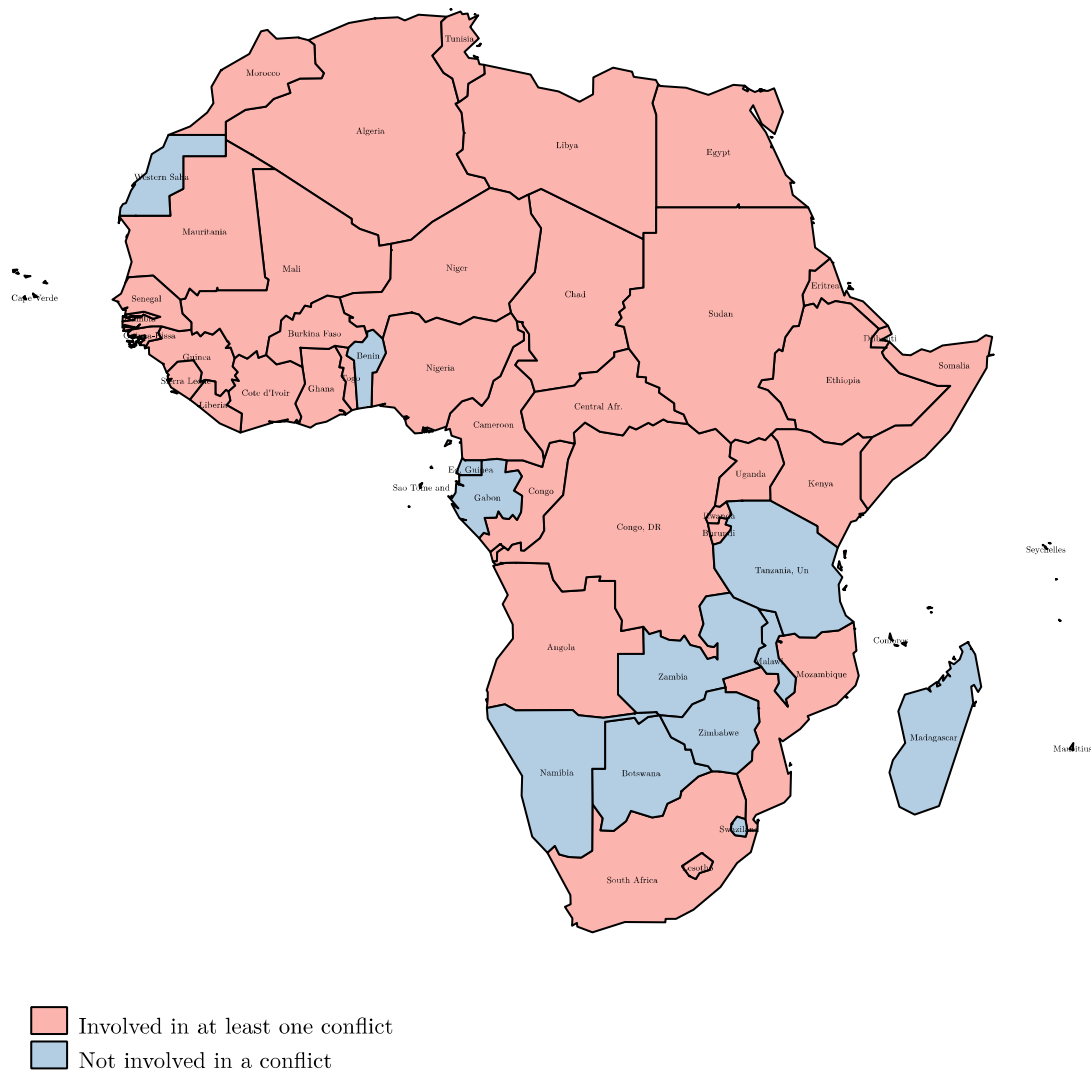 Tunisia
Morocco
Algeria
Libya
Egypt
Western Saha
Mauritania
Mali
Niger
Chad
Sudan
Eritrea
Cape Verde
Senegal
Burkina Faso
Djibouti
Guinea
Benin
Nigeria
Ethiopia
Somalia
Sierra Leone
Togo
Liberia
Cote d'Ivoir
Ghana
Central Afr.
Cameroon
Eq. Guinea
Sao Tome and
Gabon
Congo
Uganda
Kenya
Rwanda
Congo, DR
Burundi
Seychelles
Tanzania, Un
Angola
Comoros
Malawi
Zambia
Mozambique
Zimbabwe
Madagascar
Mauritius
Namibia
Botswana
Swaziland
Lesotho
South Africa
Involved in at least one conflict
Not involved in a conflict